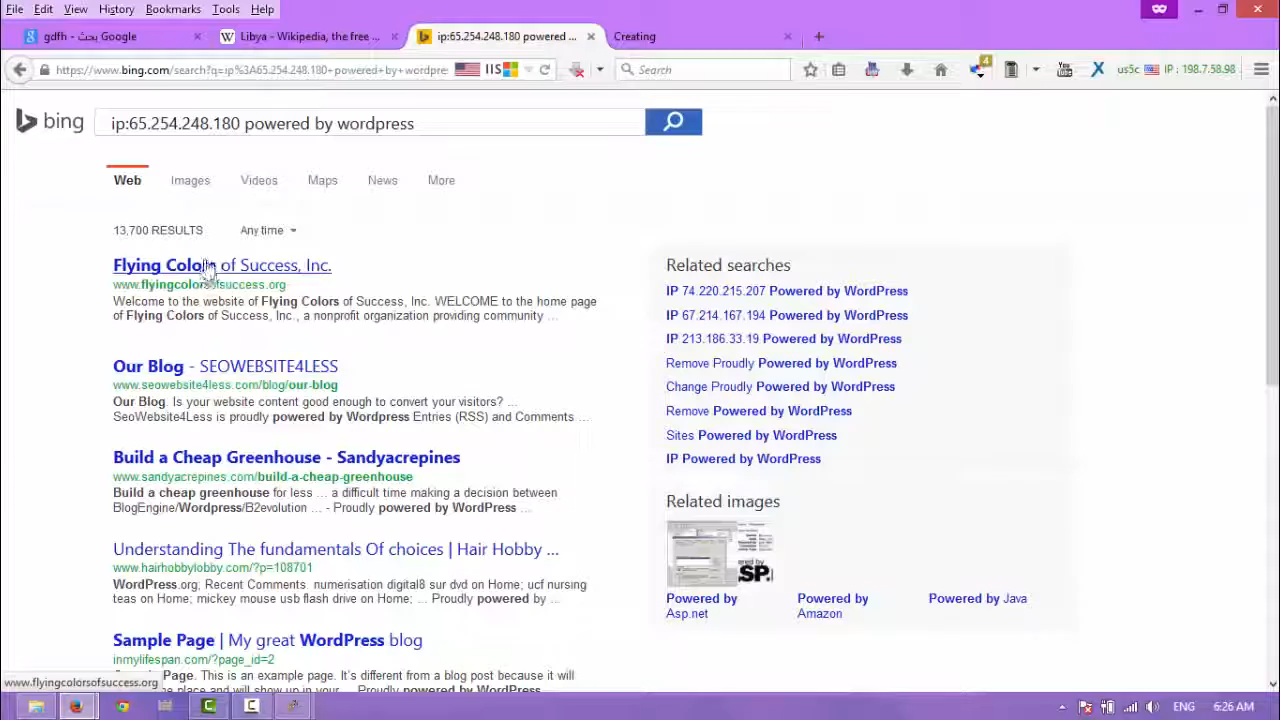 File Edit View History Bookmarks Tools Help
gdfh - بحث Google
Libya - Wikipedia, the free ...
ip:65.254.248.180 powered ...
Creating
https://www.bing.com/search?q=ip%3A65.254.248.180+powered+by+wordpre
IIS
Search
4
You
us5c
IP : 198.7.58.98
bing
ip:65.254.248.180 powered by wordpress
Web Images Videos Maps News More
13,700 RESULTS Any time
Flying Colors of Success, Inc.
www.flyingcolorsofsuccess.org
Welcome to the website of Flying Colors of Success, Inc. WELCOME to the home page
of Flying Colors of Success, Inc., a nonprofit organization providing community ...
Our Blog - SEOWEBSITE4LESS
www.seowebsite4less.com/blog/our-blog
Our Blog. Is your website content good enough to convert your visitors? ...
SeoWebsite4Less is proudly powered by Wordpress Entries (RSS) and Comments ...
Build a Cheap Greenhouse - Sandyacrepines
www.sandyacrepines.com/build-a-cheap-greenhouse
Build a cheap greenhouse for less ... a difficult time making a decision between
BlogEngine/Wordpress/B2evolution ... - Proudly powered by WordPress ...
Understanding The fundamentals Of choices | Hair Hobby ...
www.hairhobbylobby.com/?p=108701
WordPress.org; Recent Comments. numerisation digital8 sur dvd on Home; ucf nursing
teas on Home; mickey mouse usb flash drive on Home; ... Proudly powered by ...
Sample Page | My great WordPress blog
inmylifespan.com/?page_id=2
Sample Page. This is an example page. It's different from a blog post because it will
place and will show up in your ... Proudly powered by WordPress
Related searches
IP 74.220.215.207 Powered by WordPress
IP 67.214.167.194 Powered by WordPress
IP 213.186.33.19 Powered by WordPress
Remove Proudly Powered by WordPress
Change Proudly Powered by WordPress
Remove Powered by WordPress
Sites Powered by WordPress
IP Powered by WordPress
Related images
SP.
Powered by
Asp.net
Powered by
Amazon
Powered by Java
www.flyingcolorsofsuccess.org
ENG 6:26 AM